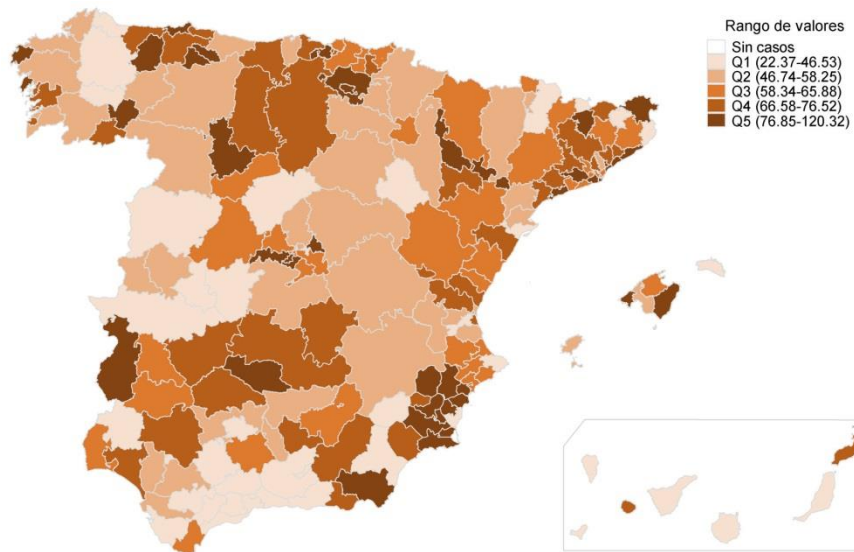 Rango de valores
Sin casos
Q1 (22.37-46.53)
Q2 (46.74-58.25)
Q3 (58.34-65.88)
Q4 (66.58-76.52)
Q5 (76.85-120.32)